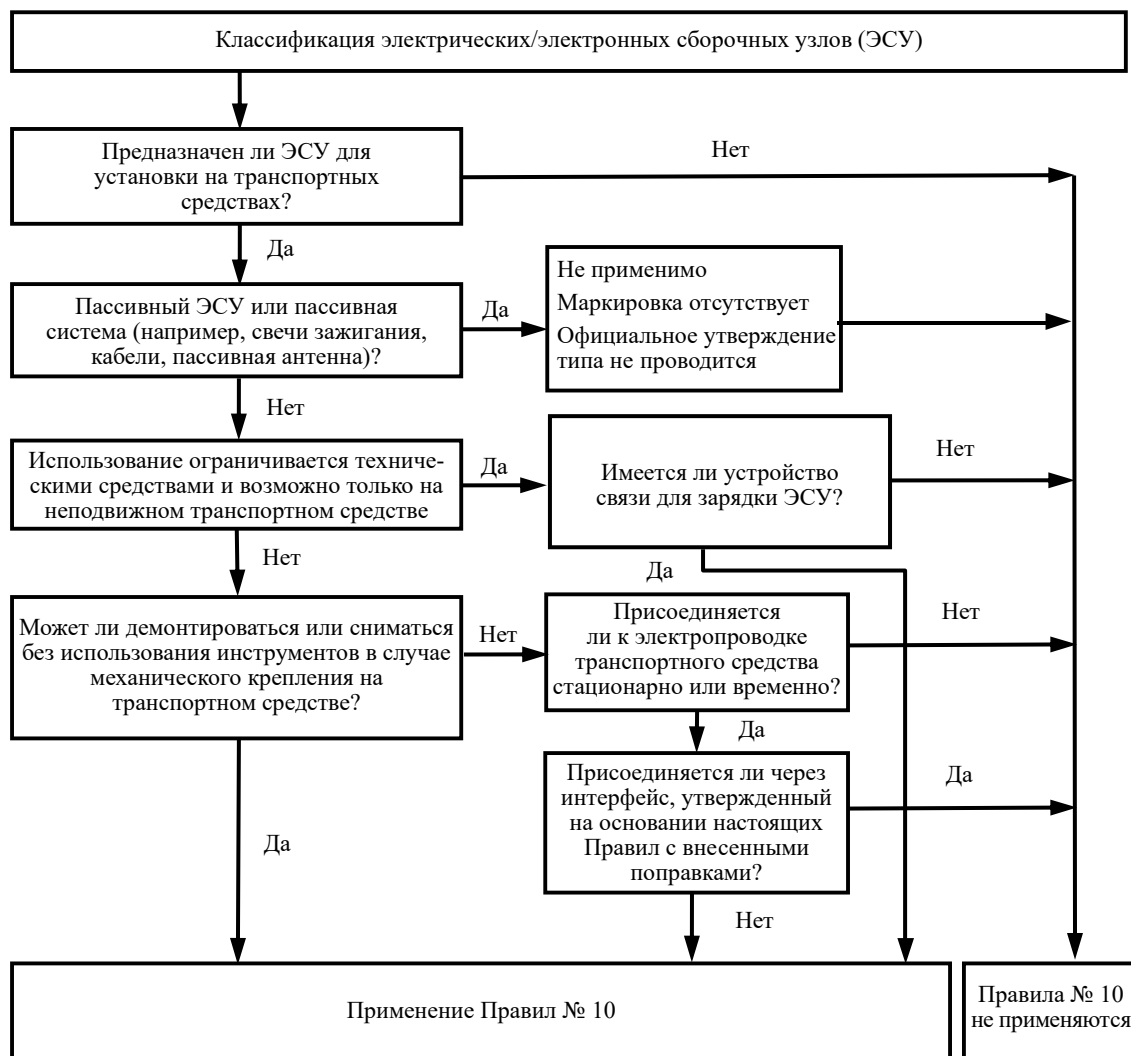 Классификация электрических/электронных сборочных узлов (ЭСУ)
Предназначен ли ЭСУ для
установки на транспортных
средствах?
Нет
Да
Пассивный ЭСУ или пассивная
система (например, свечи зажигания,
кабели, пассивная антенна)?
Да
Не применимо
Маркировка отсутствует
Официальное утверждение
типа не проводится
Нет
Использование ограничивается техниче-
скими средствами и возможно только на
неподвижном транспортном средстве
Да
Имеется ли устройство
связи для зарядки ЭСУ?
Нет
Нет
Да
Может ли демонтироваться или сниматься
без использования инструментов в случае
механического крепления на
транспортном средстве?
Нет
Присоединяется
ли к электропроводке
транспортного средства
стационарно или временно?
Нет
Да
Присоединяется ли через
интерфейс, утвержденный
на основании настоящих
Правил с внесенными
поправками?
Да
Да
Нет
Применение Правил № 10
Правила № 10
не применяются